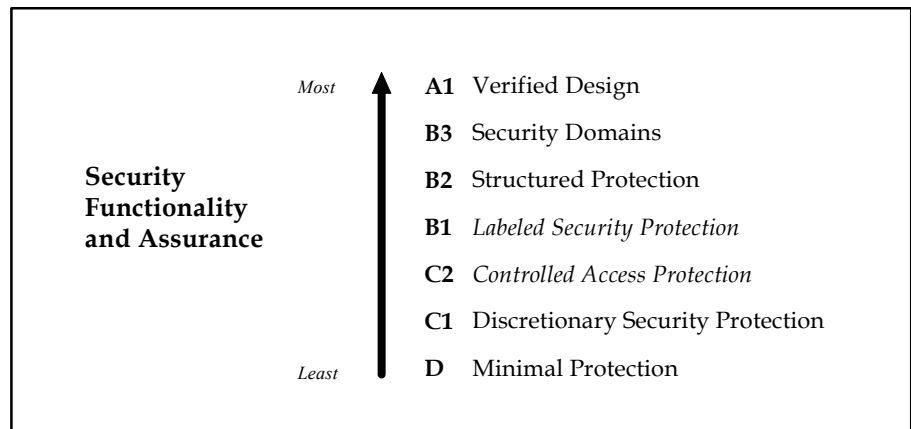 Most
A1 Verified Design
B3 Security Domains
Security
Functionality
and Assurance
B2 Structured Protection
B1 Labeled Security Protection
C2 Controlled Access Protection
C1 Discretionary Security Protection
Least
D Minimal Protection